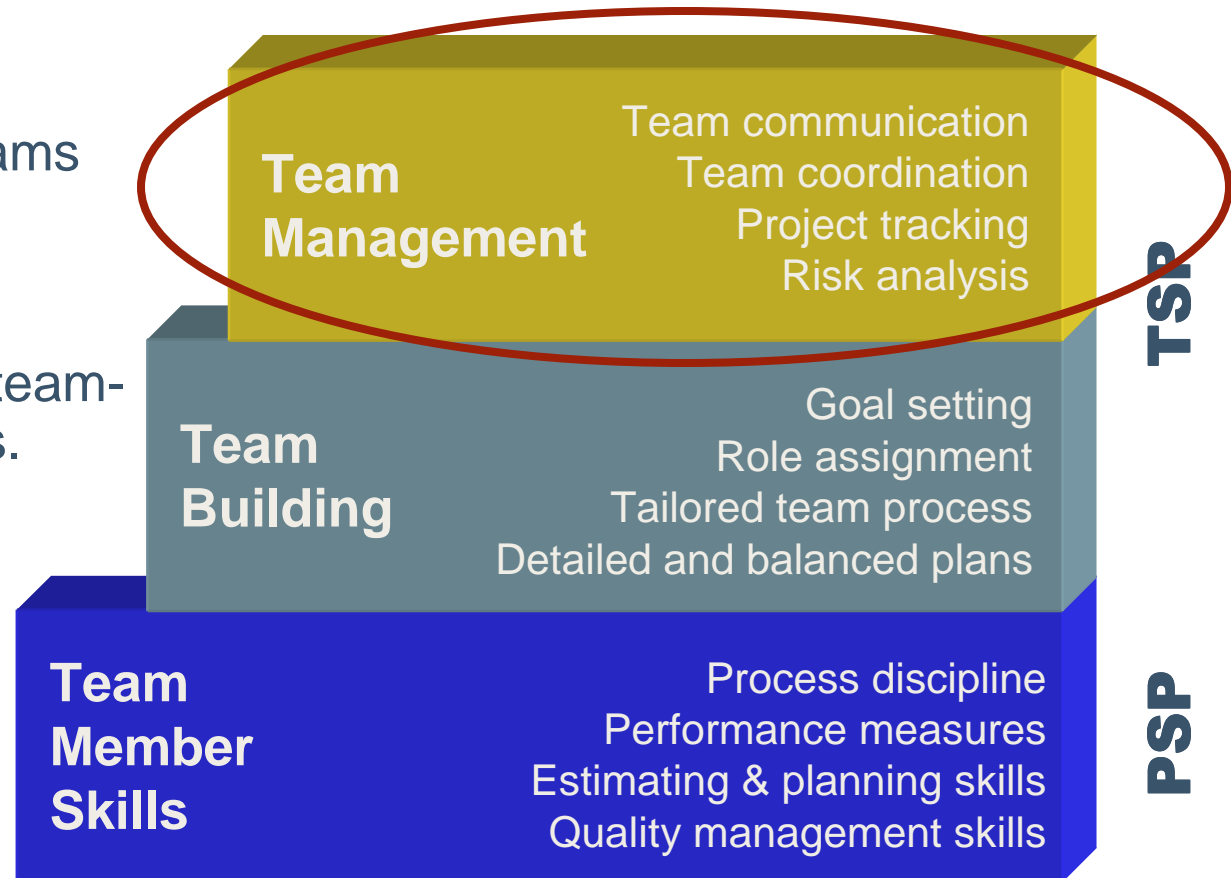 ams
team-
s.
Team
Management
Team communication
Team coordination
Project tracking
Risk analysis
TSP
Team
Building
Goal setting
Role assignment
Tailored team process
Detailed and balanced plans
Team
Member
Skills
Process discipline
Performance measures
Estimating & planning skills
Quality management skills
PSP